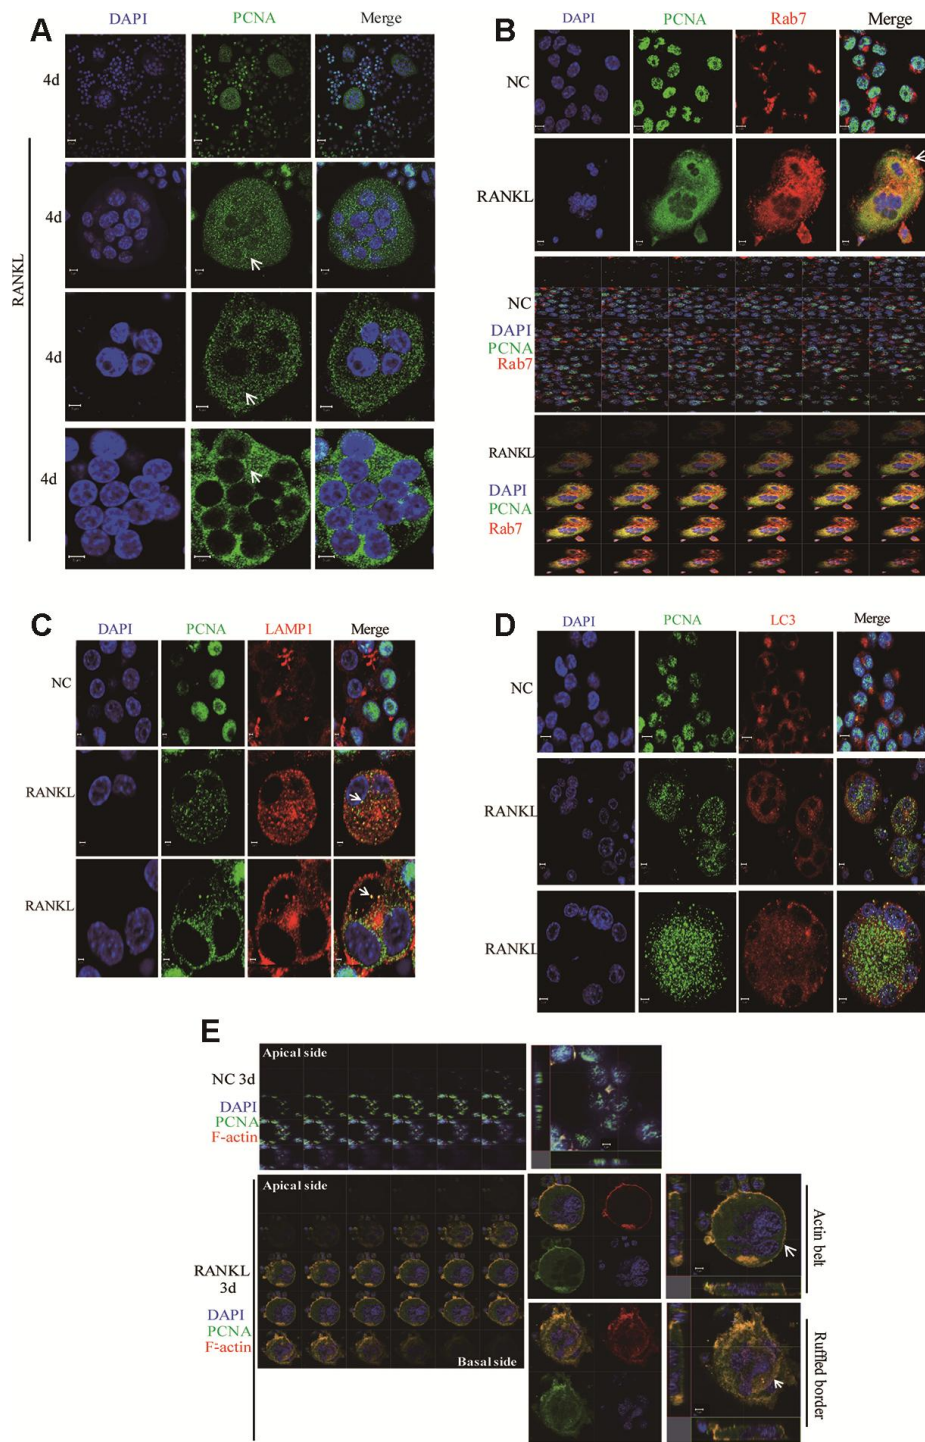 A
DAPI PCNA Merge
4d
4d
4d
4d
RANKL
B
DAPI PCNA Rab7 Merge
NC
RANKL
NC
DAPI
PCNA
Rab7
RANKL
DAPI
PCNA
Rab7
C
DAPI PCNA LAMP1 Merge
NC
RANKL
RANKL
D
DAPI PCNA LC3 Merge
NC
RANKL
RANKL
E
Apical side
NC 3d
DAPI
PCNA
F-actin
Apical side
RANKL
3d
DAPI
PCNA
F-actin
Basal side
Actin belt
Ruffled border